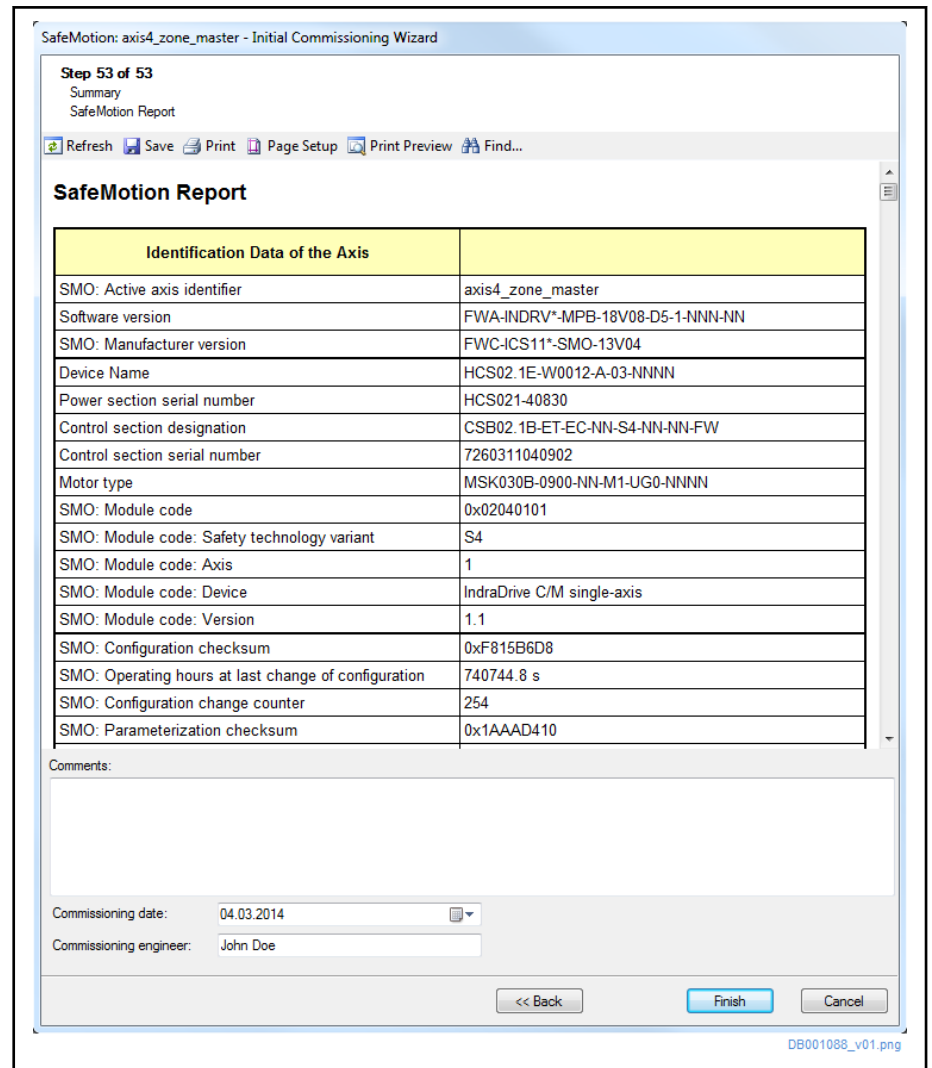 SafeMotion: axis4_zone_master - Initial Commissioning Wizard
Step 53 of 53
Summary
SafeMotion Report
Refresh Save Print Page Setup Print Preview Find...
SafeMotion Report
Identification Data of the Axis
SMO: Active axis identifier axis4_zone_master
Software version FWA-INDRV*-MPB-18V08-D5-1-NNN-NN
SMO: Manufacturer version FWC-ICS11*-SMO-13V04
Device Name HCS02.1E-W0012-A-03-NNNN
Power section serial number HCS021-40830
Control section designation CSB02.1B-ET-EC-NN-S4-NN-NN-FW
Control section serial number 7260311040902
Motor type MSK030B-0900-NN-M1-UG0-NNNN
SMO: Module code 0x02040101
SMO: Module code: Safety technology variant S4
SMO: Module code: Axis 1
SMO: Module code: Device IndraDrive C/M single-axis
SMO: Module code: Version 1.1
SMO: Configuration checksum 0xF815B6D8
SMO: Operating hours at last change of configuration 740744.8 s
SMO: Configuration change counter 254
SMO: Parameterization checksum 0x1AAAD410
Comments:
Commissioning date: 04.03.2014
Commissioning engineer: John Doe
<< Back Finish Cancel
DB001088_v01.png